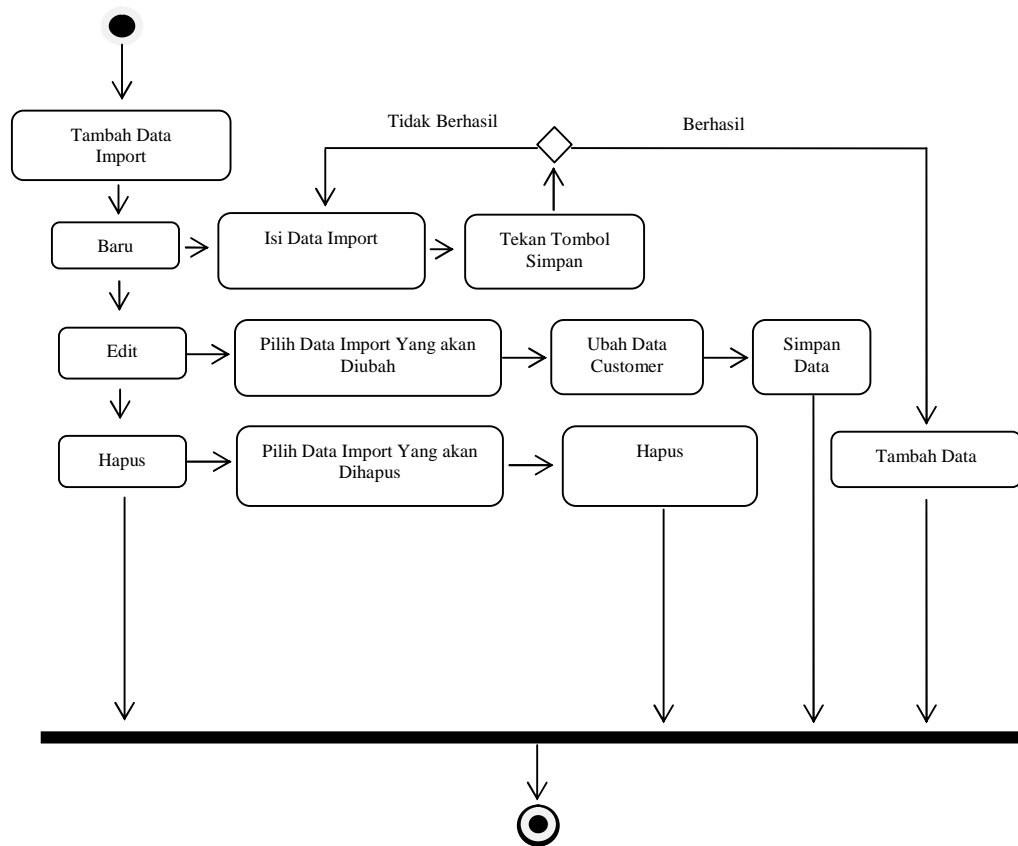 Tambah Data
Import
Tidak Berhasil
Berhasil
Baru
Isi Data Import
Tekan Tombol
Simpan
Edit
Pilih Data Import Yang akan
Diubah
Ubah Data
Customer
Simpan
Data
Hapus
Pilih Data Import Yang akan
Dihapus
Hapus
Tambah Data